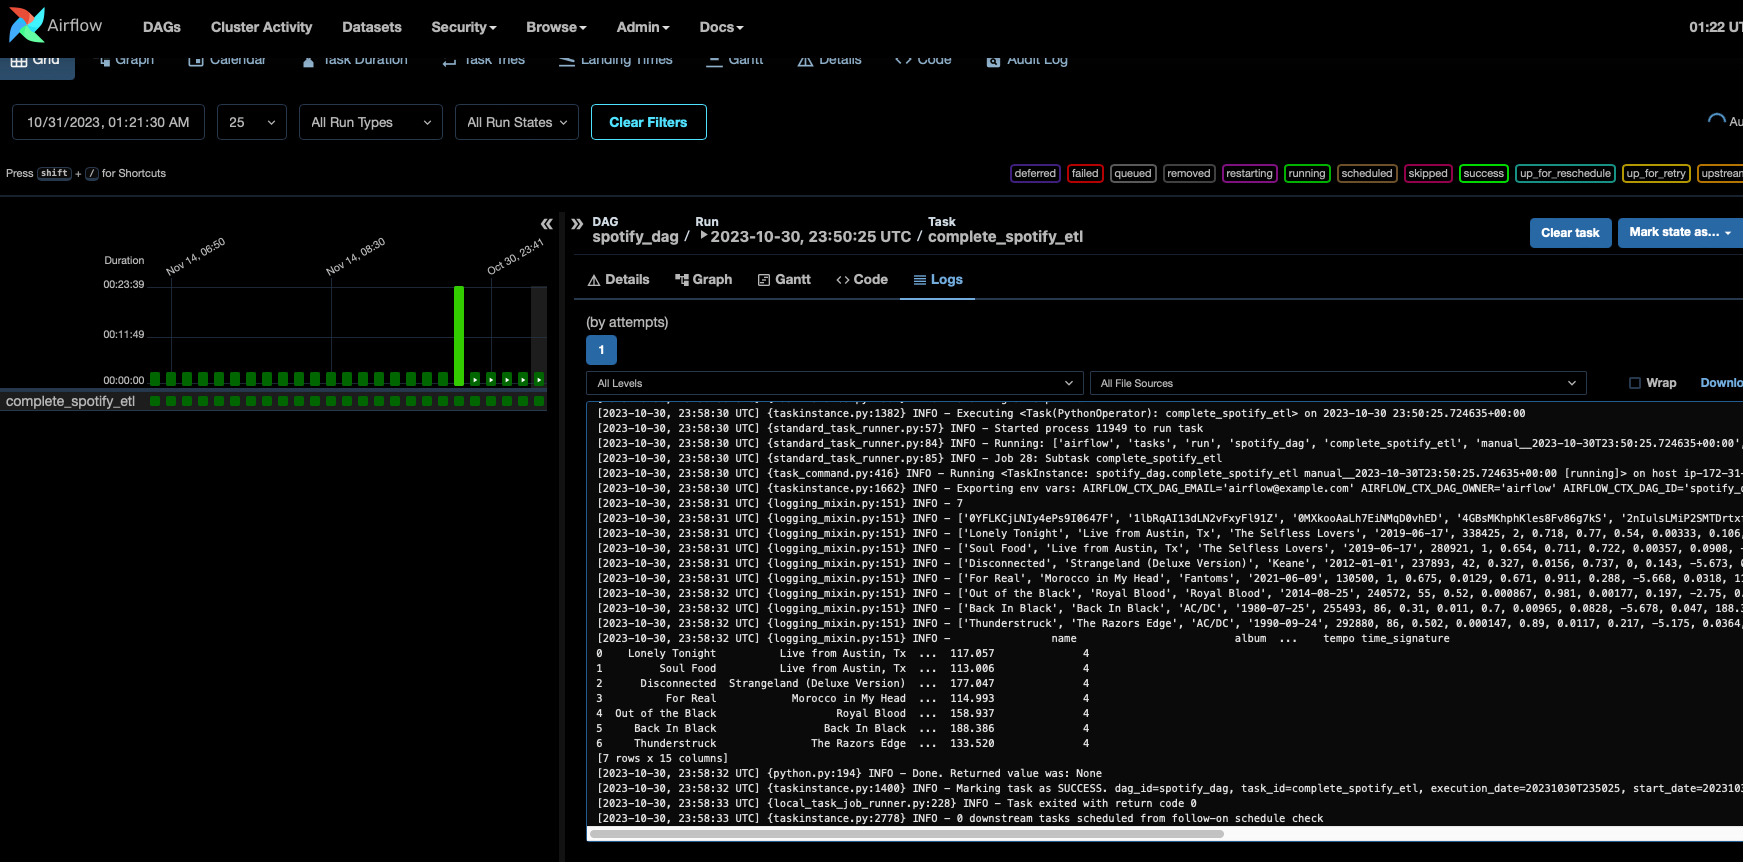 Airflow DAGs Cluster Activity Datasets Security Browse Admin Docs 01:22 UT
Grid Graph Calendar Task Duration Task Tries Landing Times Gantt Details Code Audit Log
10/31/2023, 01:21:30 AM 25 All Run Types All Run States Clear Filters Au
Press shift + / for Shortcuts
deferred failed queued removed restarting running scheduled skipped success up_for_reschedule up_for_retry upstream
DAG Run Task
spotify_dag / 2023-10-30, 23:50:25 UTC / complete_spotify_etl
Clear task Mark state as...
Nov 14, 06:50 Nov 14, 08:30 Oct 30, 23:41
Duration
00:23:39
00:11:49
00:00:00
complete_spotify_etl
Details Graph Gantt Code Logs
(by attempts)
1
All Levels All File Sources Wrap Downlo
[2023-10-30, 23:58:30 UTC] {taskinstance.py:1382} INFO - Executing <Task(PythonOperator): complete_spotify_etl> on 2023-10-30 23:50:25.724635+00:00
[2023-10-30, 23:58:30 UTC] {standard_task_runner.py:57} INFO - Started process 11949 to run task
[2023-10-30, 23:58:30 UTC] {standard_task_runner.py:84} INFO - Running: ['airflow', 'tasks', 'run', 'spotify_dag', 'complete_spotify_etl', 'manual__2023-10-30T23:50:25.724635+00:00',
[2023-10-30, 23:58:30 UTC] {standard_task_runner.py:85} INFO - Job 28: Subtask complete_spotify_etl
[2023-10-30, 23:58:30 UTC] {task_command.py:416} INFO - Running <TaskInstance: spotify_dag.complete_spotify_etl manual__2023-10-30T23:50:25.724635+00:00 [running]> on host ip-172-31-
[2023-10-30, 23:58:30 UTC] {taskinstance.py:1662} INFO - Exporting env vars: AIRFLOW_CTX_DAG_EMAIL='airflow@example.com' AIRFLOW_CTX_DAG_OWNER='airflow' AIRFLOW_CTX_DAG_ID='spotify_d
[2023-10-30, 23:58:31 UTC] {logging_mixin.py:151} INFO - 7
[2023-10-30, 23:58:31 UTC] {logging_mixin.py:151} INFO - ['0YFLKCjLNIy4ePs9I0647F', '1lbRqAI13dLN2vFxyFl91Z', '0MXkooAaLh7EiNMqD0vhED', '4GBsMKhphKles8Fv86g7kS', '2nIulsLMiP2SMTDrtxt
[2023-10-30, 23:58:31 UTC] {logging_mixin.py:151} INFO - ['Lonely Tonight', 'Live from Austin, Tx', 'The Selfless Lovers', '2019-06-17', 338425, 2, 0.718, 0.77, 0.54, 0.00333, 0.106,
[2023-10-30, 23:58:31 UTC] {logging_mixin.py:151} INFO - ['Soul Food', 'Live from Austin, Tx', 'The Selfless Lovers', '2019-06-17', 280921, 1, 0.654, 0.711, 0.722, 0.00357, 0.0908, -
[2023-10-30, 23:58:31 UTC] {logging_mixin.py:151} INFO - ['Disconnected', 'Strangeland (Deluxe Version)', 'Keane', '2012-01-01', 237893, 42, 0.327, 0.0156, 0.737, 0, 0.143, -5.673, 0
[2023-10-30, 23:58:31 UTC] {logging_mixin.py:151} INFO - ['For Real', 'Morocco in My Head', 'Fantoms', '2021-06-09', 130500, 1, 0.675, 0.0129, 0.671, 0.911, 0.288, -5.668, 0.0318, 11
[2023-10-30, 23:58:32 UTC] {logging_mixin.py:151} INFO - ['Out of the Black', 'Royal Blood', 'Royal Blood', '2014-08-25', 240572, 55, 0.52, 0.000867, 0.981, 0.00177, 0.197, -2.75, 0.
[2023-10-30, 23:58:32 UTC] {logging_mixin.py:151} INFO - ['Back In Black', 'Back In Black', 'AC/DC', '1980-07-25', 255493, 86, 0.31, 0.011, 0.7, 0.00965, 0.0828, -5.678, 0.047, 188.3
[2023-10-30, 23:58:32 UTC] {logging_mixin.py:151} INFO - ['Thunderstruck', 'The Razors Edge', 'AC/DC', '1990-09-24', 292880, 86, 0.502, 0.000147, 0.89, 0.0117, 0.217, -5.175, 0.0364,
[2023-10-30, 23:58:32 UTC] {logging_mixin.py:151} INFO - name album ... tempo time_signature
0 Lonely Tonight Live from Austin, Tx ... 117.057 4
1 Soul Food Live from Austin, Tx ... 113.006 4
2 Disconnected Strangeland (Deluxe Version) ... 177.047 4
3 For Real Morocco in My Head ... 114.993 4
4 Out of the Black Royal Blood ... 158.937 4
5 Back In Black Back In Black ... 188.386 4
6 Thunderstruck The Razors Edge ... 133.520 4
[7 rows x 15 columns]
[2023-10-30, 23:58:32 UTC] {python.py:194} INFO - Done. Returned value was: None
[2023-10-30, 23:58:32 UTC] {taskinstance.py:1400} INFO - Marking task as SUCCESS. dag_id=spotify_dag, task_id=complete_spotify_etl, execution_date=20231030T235025, start_date=2023103
[2023-10-30, 23:58:33 UTC] {local_task_job_runner.py:228} INFO - Task exited with return code 0
[2023-10-30, 23:58:33 UTC] {taskinstance.py:2778} INFO - 0 downstream tasks scheduled from follow-on schedule check